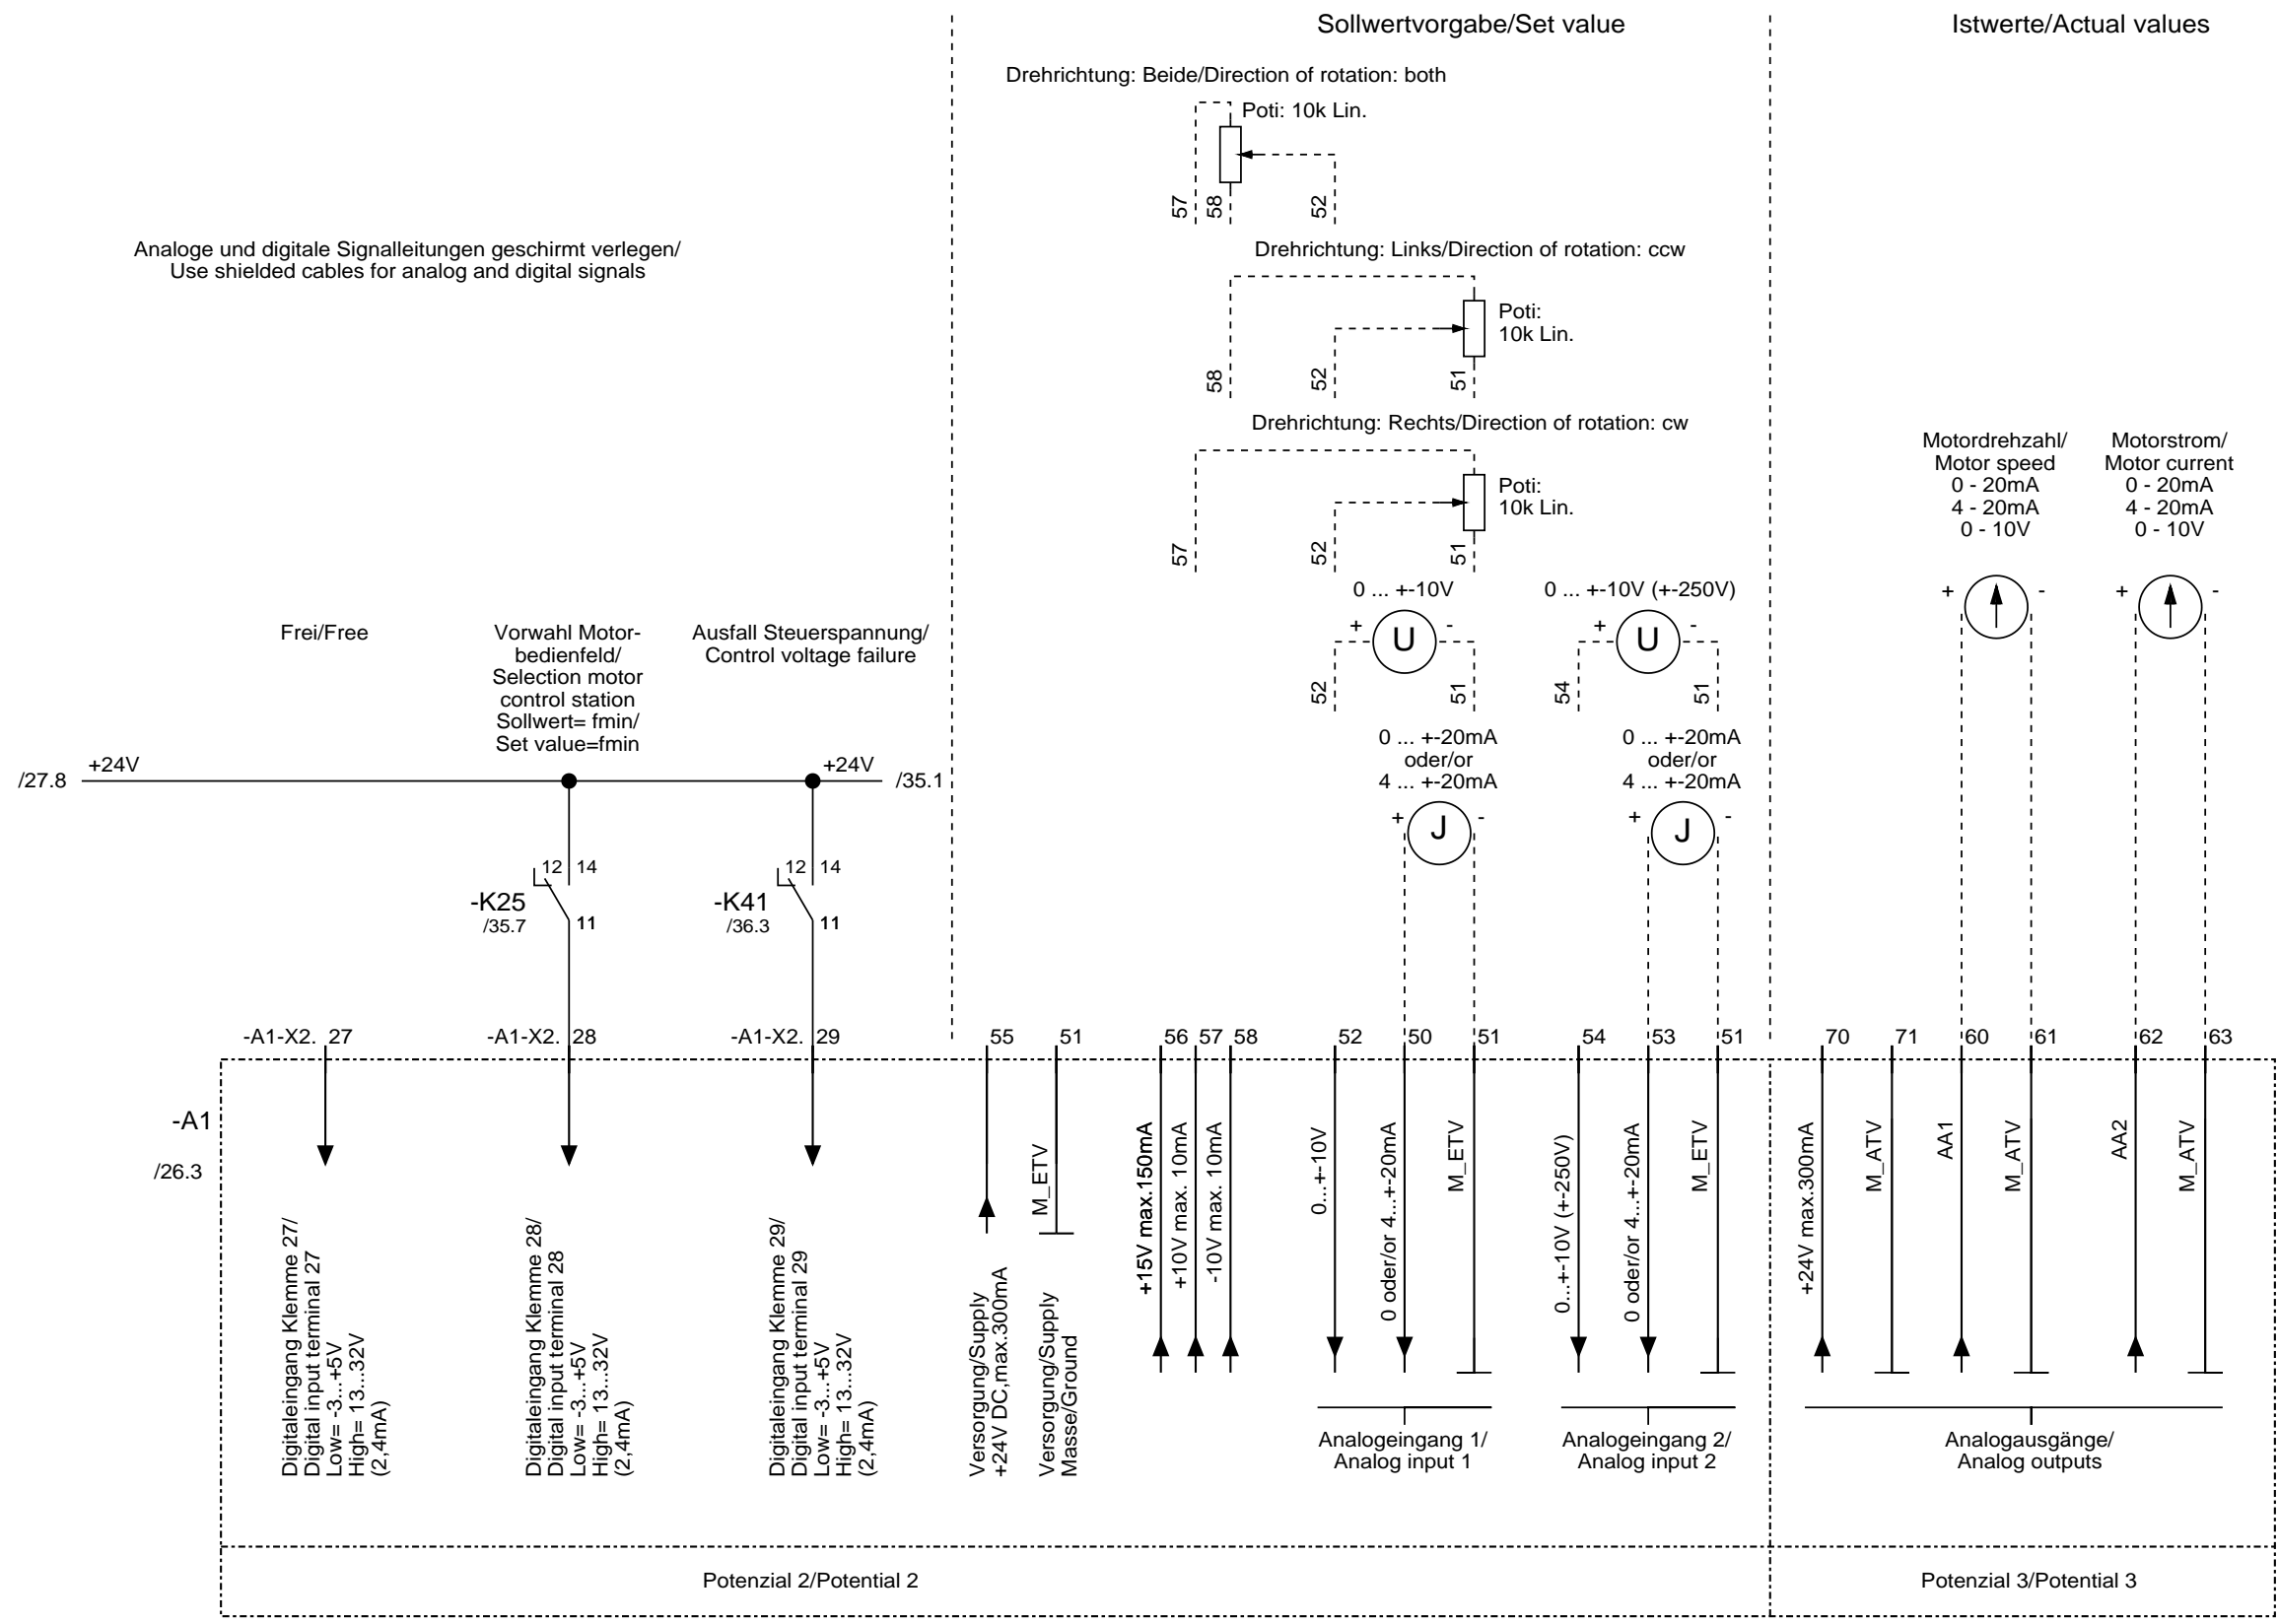 Sollwertvorgabe/Set value
Istwerte/Actual values
Drehrichtung: Beide/Direction of rotation: both
Poti: 10k Lin.
57
58
52
Analoge und digitale Signalleitungen geschirmt verlegen/
Use shielded cables for analog and digital signals
Drehrichtung: Links/Direction of rotation: ccw
Poti:
10k Lin.
58
52
51
Drehrichtung: Rechts/Direction of rotation: cw
Poti:
10k Lin.
57
52
51
Motordrehzahl/
Motor speed
0 - 20mA
4 - 20mA
0 - 10V
+
-
Motorstrom/
Motor current
0 - 20mA
4 - 20mA
0 - 10V
+
-
0 ... +-10V
+
U
-
52
51
0 ... +-10V (+-250V)
+
U
-
54
51
0 ... +-20mA
oder/or
4 ... +-20mA
+
J
-
0 ... +-20mA
oder/or
4 ... +-20mA
+
J
-
Frei/Free
Vorwahl Motor-
bedienfeld/
Selection motor
control station
Sollwert= fmin/
Set value=fmin
Ausfall Steuerspannung/
Control voltage failure
/27.8
+24V
+24V
/35.1
12
14
-K25
/35.7
11
12
14
-K41
/36.3
11
-A1-X2. 27
-A1-X2. 28
-A1-X2. 29
55
51
56
57
58
52
50
51
54
53
51
70
71
60
61
62
63
-A1
/26.3
Digitaleingang Klemme 27/
Digital input terminal 27
Low= -3...+5V
High= 13...32V
(2,4mA)
Digitaleingang Klemme 28/
Digital input terminal 28
Low= -3...+5V
High= 13...32V
(2,4mA)
Digitaleingang Klemme 29/
Digital input terminal 29
Low= -3...+5V
High= 13...32V
(2,4mA)
Versorgung/Supply
+24V DC,max.300mA
M_ETV
Versorgung/Supply
Masse/Ground
+15V max.150mA
+10V max. 10mA
-10V max. 10mA
0...+-10V
0 oder/or 4...+-20mA
M_ETV
0...+-10V (+-250V)
0 oder/or 4...+-20mA
M_ETV
+24V max.300mA
M_ATV
AA1
M_ATV
AA2
M_ATV
Analogeingang 1/
Analog input 1
Analogeingang 2/
Analog input 2
Analogausgänge/
Analog outputs
Potenzial 2/Potential 2
Potenzial 3/Potential 3